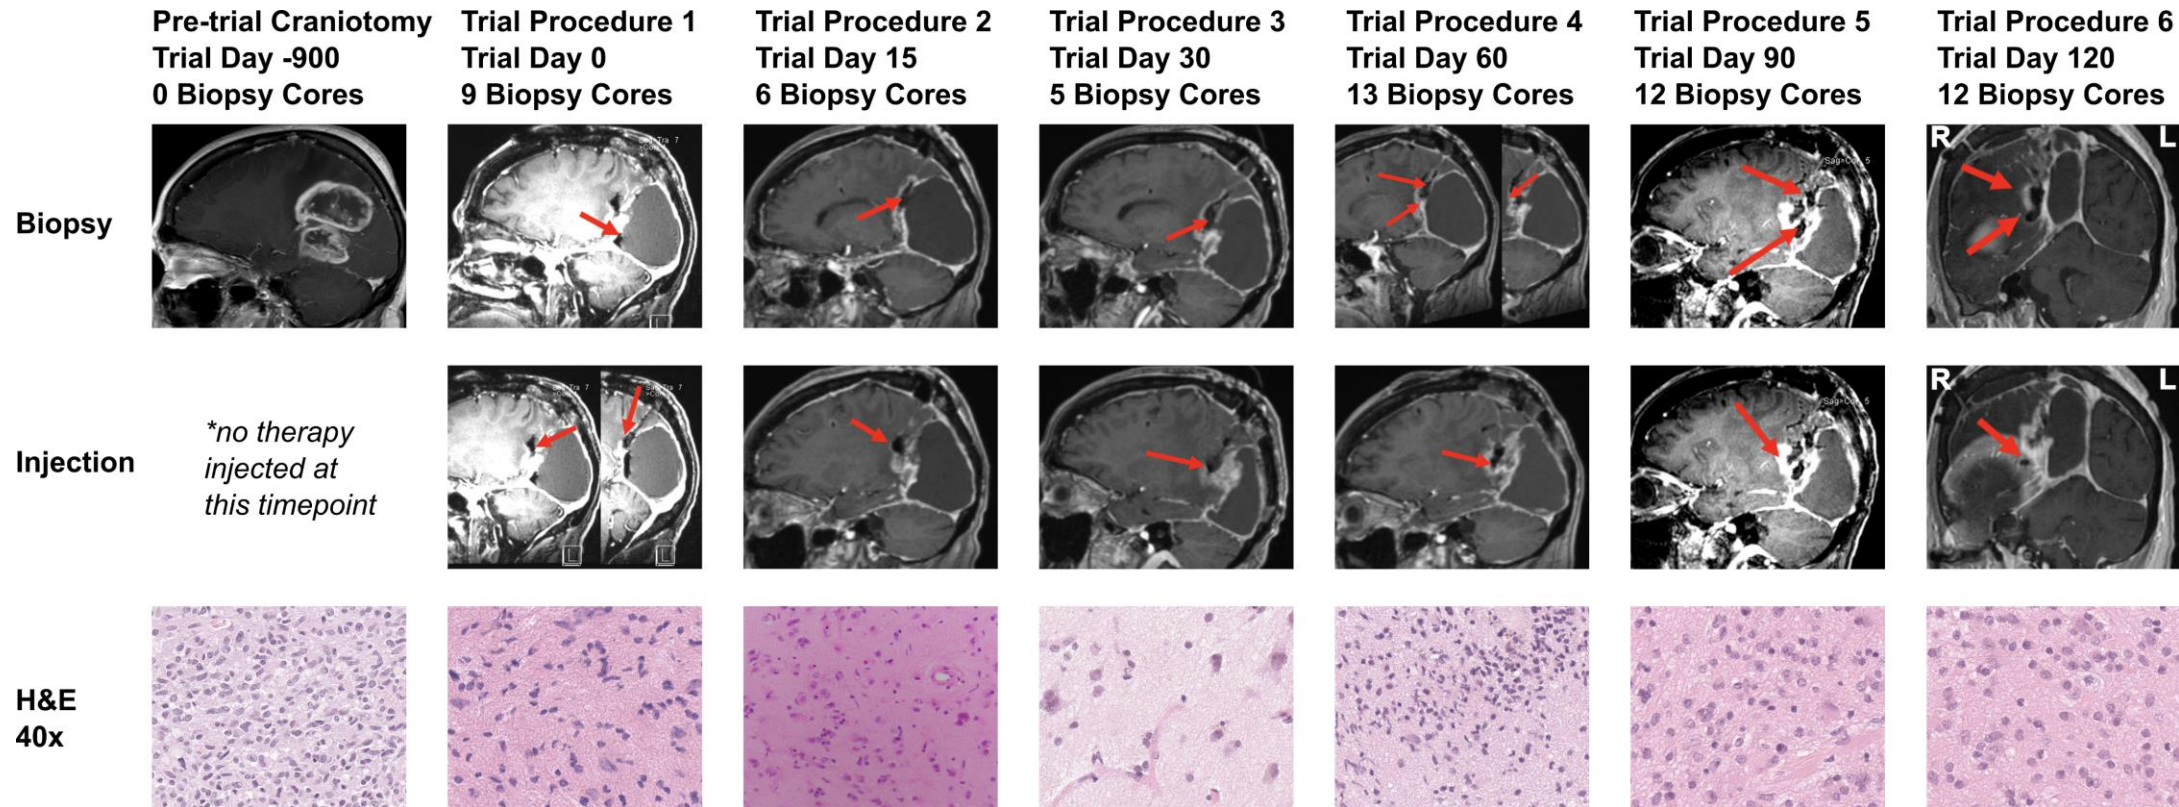 Pre-trial Craniotomy
Trial Day -900
0 Biopsy Cores
Trial Procedure 1
Trial Day 0
9 Biopsy Cores
Trial Procedure 2
Trial Day 15
6 Biopsy Cores
Trial Procedure 3
Trial Day 30
5 Biopsy Cores
Trial Procedure 4
Trial Day 60
13 Biopsy Cores
Trial Procedure 5
Trial Day 90
12 Biopsy Cores
Trial Procedure 6
Trial Day 120
12 Biopsy Cores
Biopsy
R
L
Injection
*no therapy
injected at
this timepoint
L
L
R
L
H&E
40x